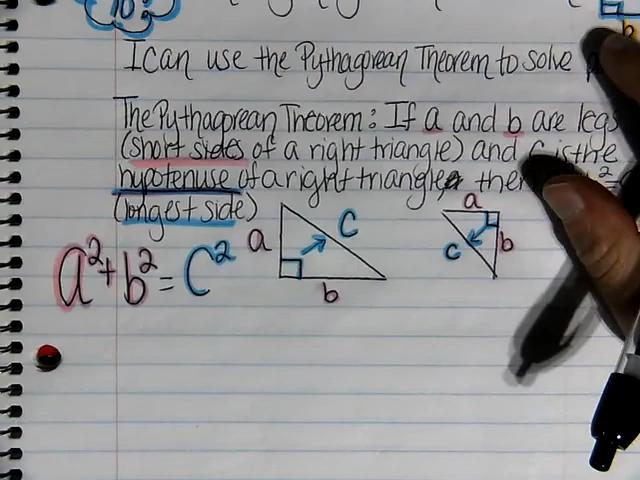 10:
b
I can use the Pythagorean Theorem to solve
The Pythagorean Theorem: If a and b are legs
(short sides of a right triangle) and c is the
hypotenuse of a right triangle, then
(longest side)
a² + b² = c²
a
c
b
a
c
b